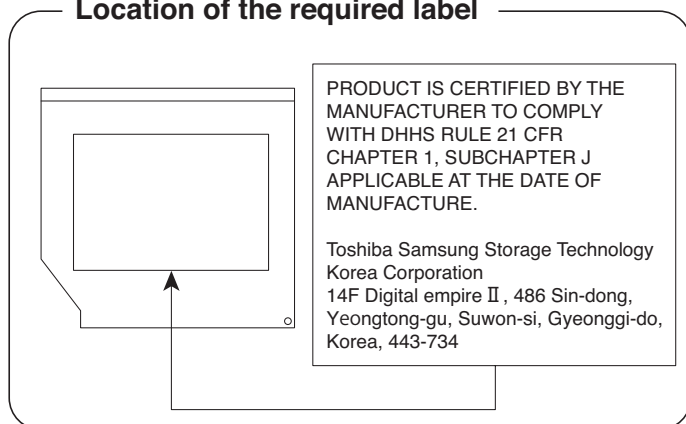 Location of the required label
PRODUCT IS CERTIFIED BY THE
MANUFACTURER TO COMPLY
WITH DHHS RULE 21 CFR
CHAPTER 1, SUBCHAPTER J
APPLICABLE AT THE DATE OF
MANUFACTURE.
Toshiba Samsung Storage Technology
Korea Corporation
14F Digital empire Ⅱ, 486 Sin-dong,
Yeongtong-gu, Suwon-si, Gyeonggi-do,
Korea, 443-734